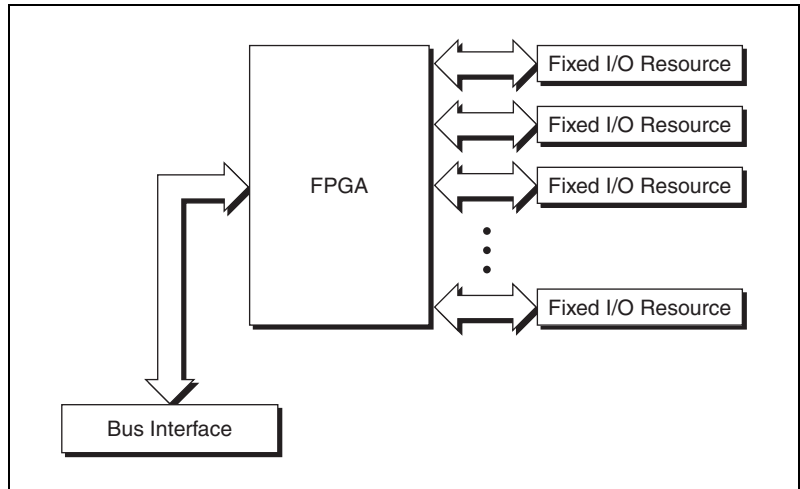 Fixed I/O Resource
Fixed I/O Resource
FPGA
Fixed I/O Resource
Fixed I/O Resource
Bus Interface